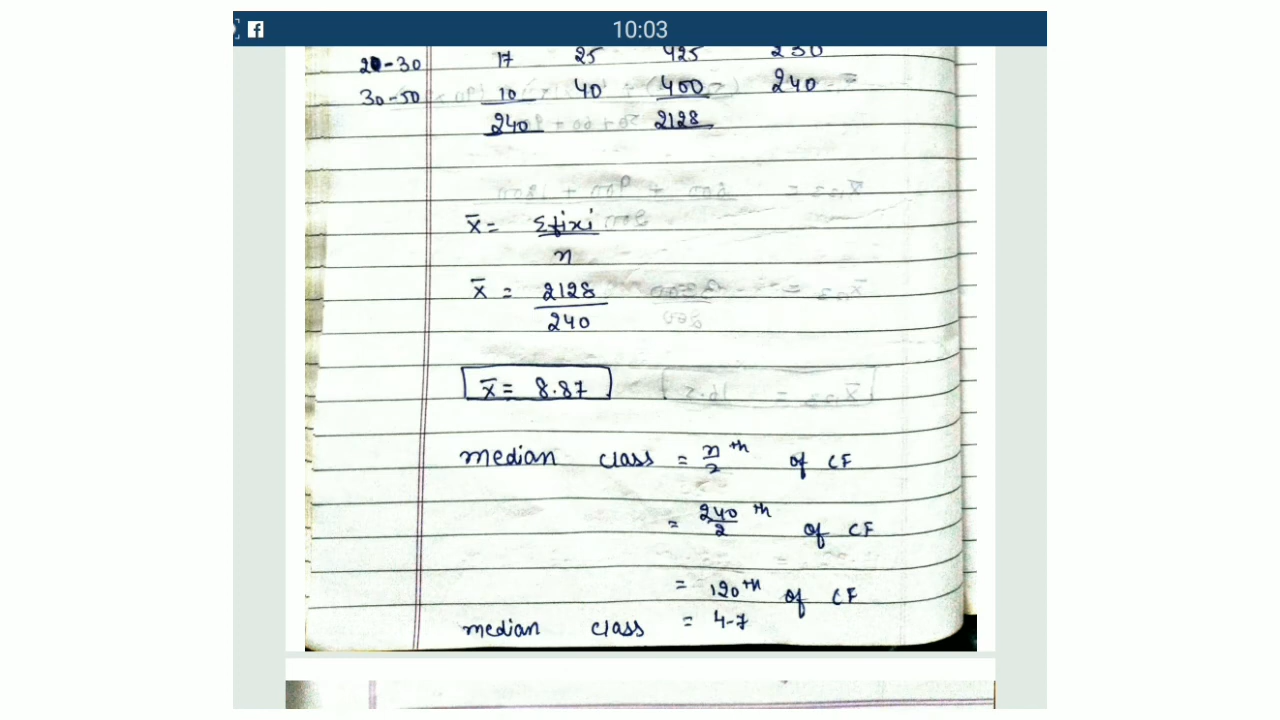 10:03
20-30 17 25 425 230
30-50 10 40 400 240
240 2128
x̄ = Σfixi
n
x̄ = 2128
240
x̄ = 8.87
median class = n/2 th of CF
= 240/2 th of CF
= 120th of CF
median class = 4-7